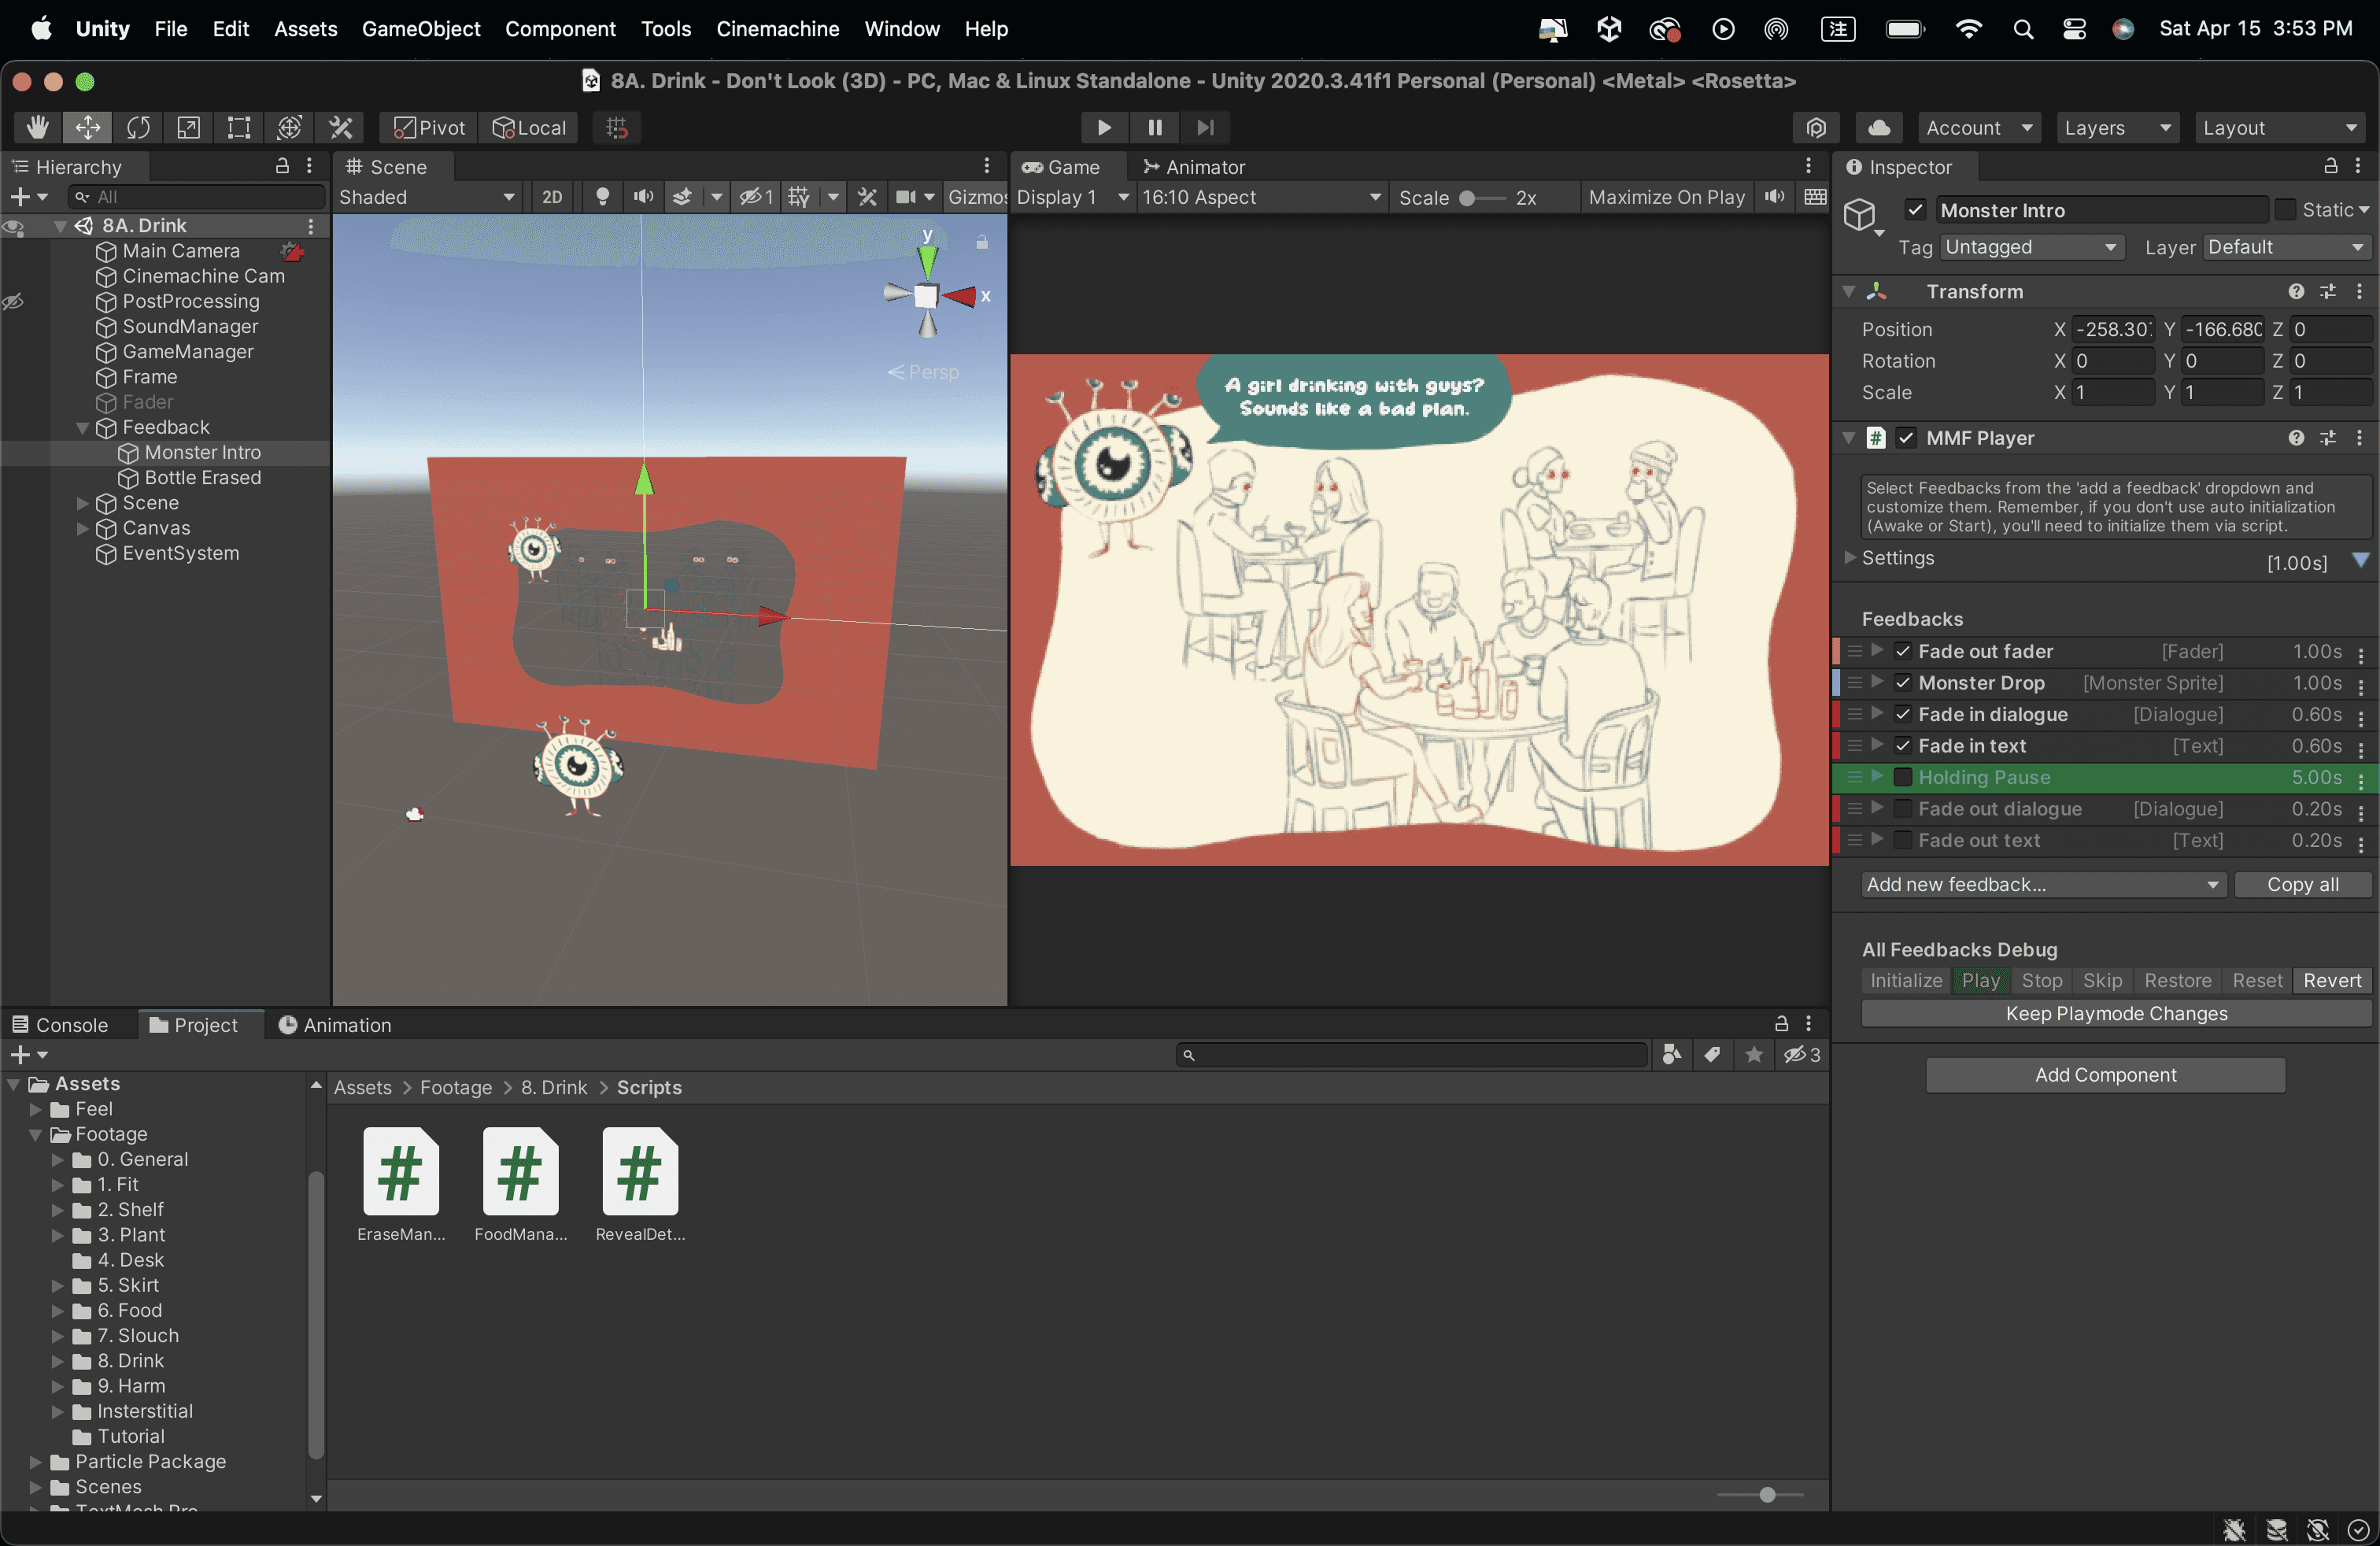 Unity File Edit Assets GameObject Component Tools Cinemachine Window Help 注 Sat Apr 15 3:53 PM
8A. Drink - Don't Look (3D) - PC, Mac & Linux Standalone - Unity 2020.3.41f1 Personal (Personal) <Metal> <Rosetta>
Pivot Local Account Layers Layout
Hierarchy
All
8A. Drink
Main Camera
Cinemachine Cam
PostProcessing
SoundManager
GameManager
Frame
Fader
Feedback
Monster Intro
Bottle Erased
Scene
Canvas
EventSystem
Scene
Shaded 2D 1 Gizmos
y
x
Persp
Game Animator
Display 1 16:10 Aspect Scale 2x Maximize On Play
A girl drinking with guys?
Sounds like a bad plan.
Inspector
Monster Intro Static
Tag Untagged Layer Default
Transform
Position X -258.307 Y -166.680 Z 0
Rotation X 0 Y 0 Z 0
Scale X 1 Y 1 Z 1
# MMF Player
Select Feedbacks from the 'add a feedback' dropdown and
customize them. Remember, if you don't use auto initialization
(Awake or Start), you'll need to initialize them via script.
Settings [1.00s]
Feedbacks
Fade out fader [Fader] 1.00s
Monster Drop [Monster Sprite] 1.00s
Fade in dialogue [Dialogue] 0.60s
Fade in text [Text] 0.60s
Holding Pause 5.00s
Fade out dialogue [Dialogue] 0.20s
Fade out text [Text] 0.20s
Add new feedback... Copy all
All Feedbacks Debug
Initialize Play Stop Skip Restore Reset Revert
Keep Playmode Changes
Add Component
Console Project Animation
3
Assets
Feel
Footage
0. General
1. Fit
2. Shelf
3. Plant
4. Desk
5. Skirt
6. Food
7. Slouch
8. Drink
9. Harm
Insterstitial
Tutorial
Particle Package
Scenes
TextMesh Pro
Assets > Footage > 8. Drink > Scripts
# # #
EraseMan... FoodMana... RevealDet...